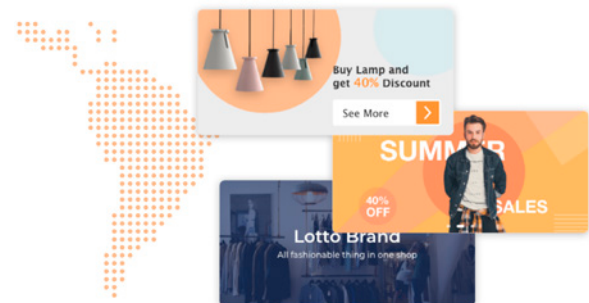 Buy Lamp and
get 40% Discount
See More
SUMMER
40%
OFF
SALES
Lotto Brand
All fashionable thing in one shop